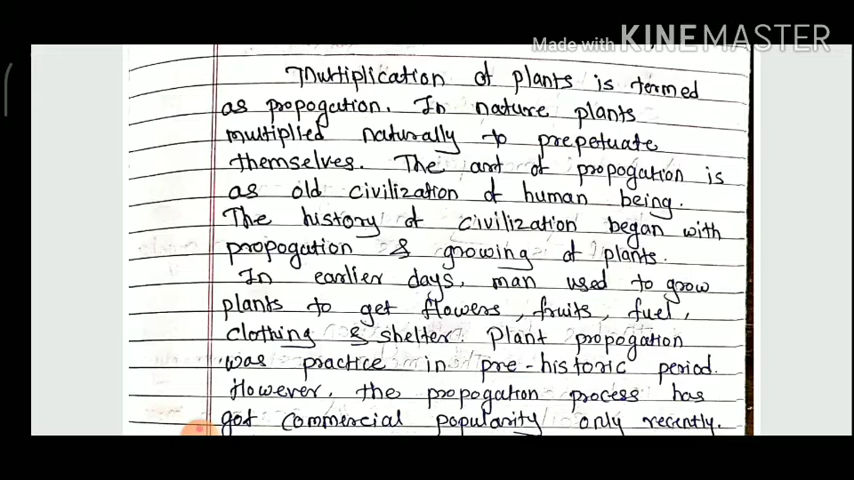 Made with KINEMASTER
Multiplication of plants is termed
as propogation. In nature plants
multiplied naturally to prepetuate
themselves. The art of propogation is
as old civilization of human being.
The history of civilization began with
propogation & growing of plants.
In earlier days, man used to grow
plants to get flowers, fruits, fuel,
clothing & shelter. Plant propogation
was practice in pre-historic period.
However, the propogation process has
got commercial popularity only recently.